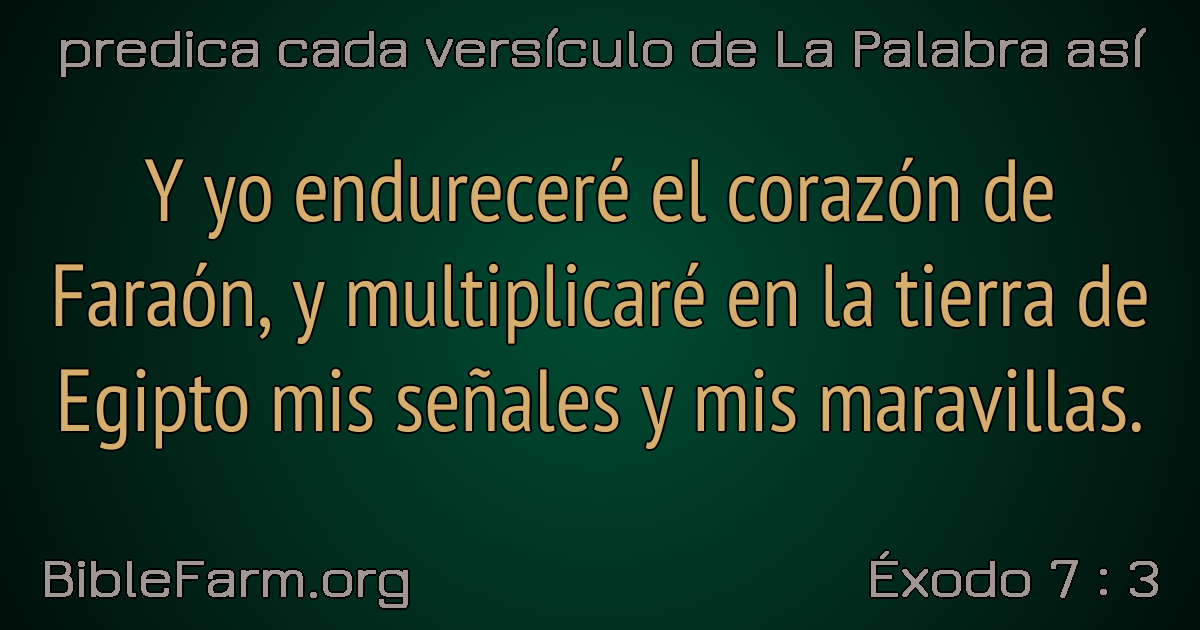 predica cada versículo de La Palabra así
Y yo endureceré el corazón de
Faraón, y multiplicaré en la tierra de
Egipto mis señales y mis maravillas.
BibleFarm.org
Éxodo 7 : 3